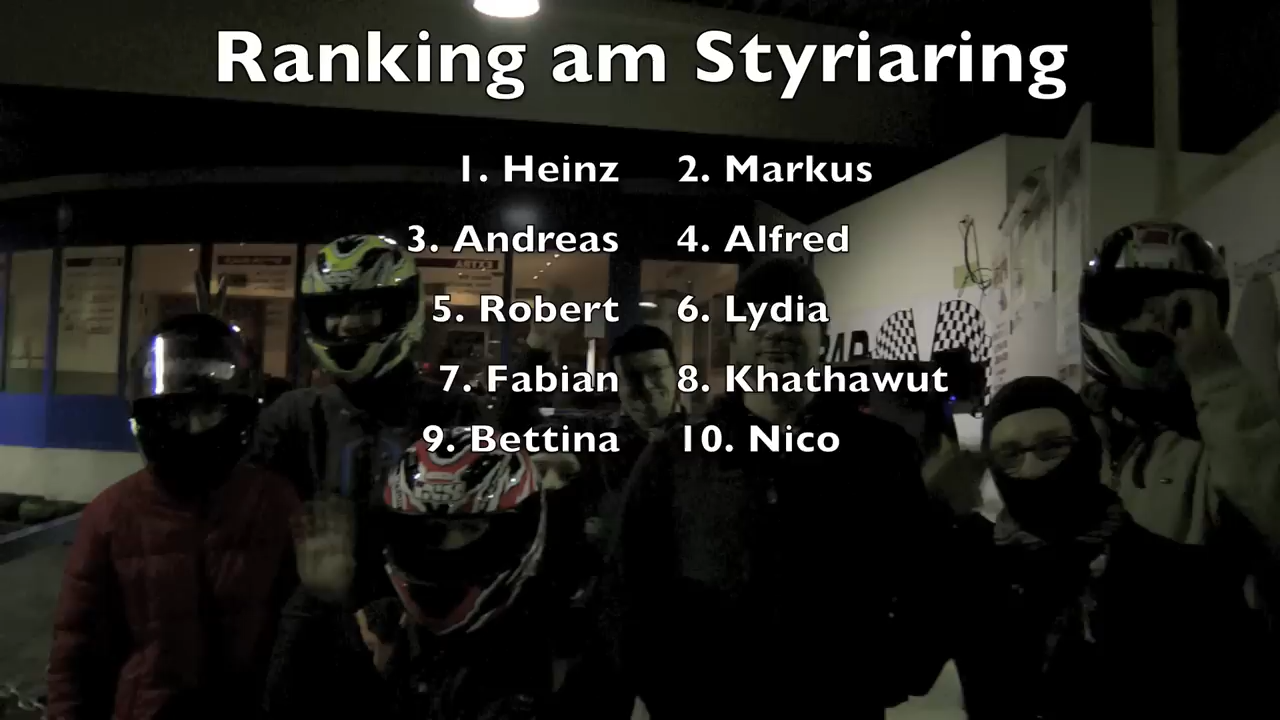 Ranking am Styriaring
1. Heinz 2. Markus
3. Andreas 4. Alfred
5. Robert 6. Lydia
7. Fabian 8. Khathawut
9. Bettina 10. Nico
EXTRA